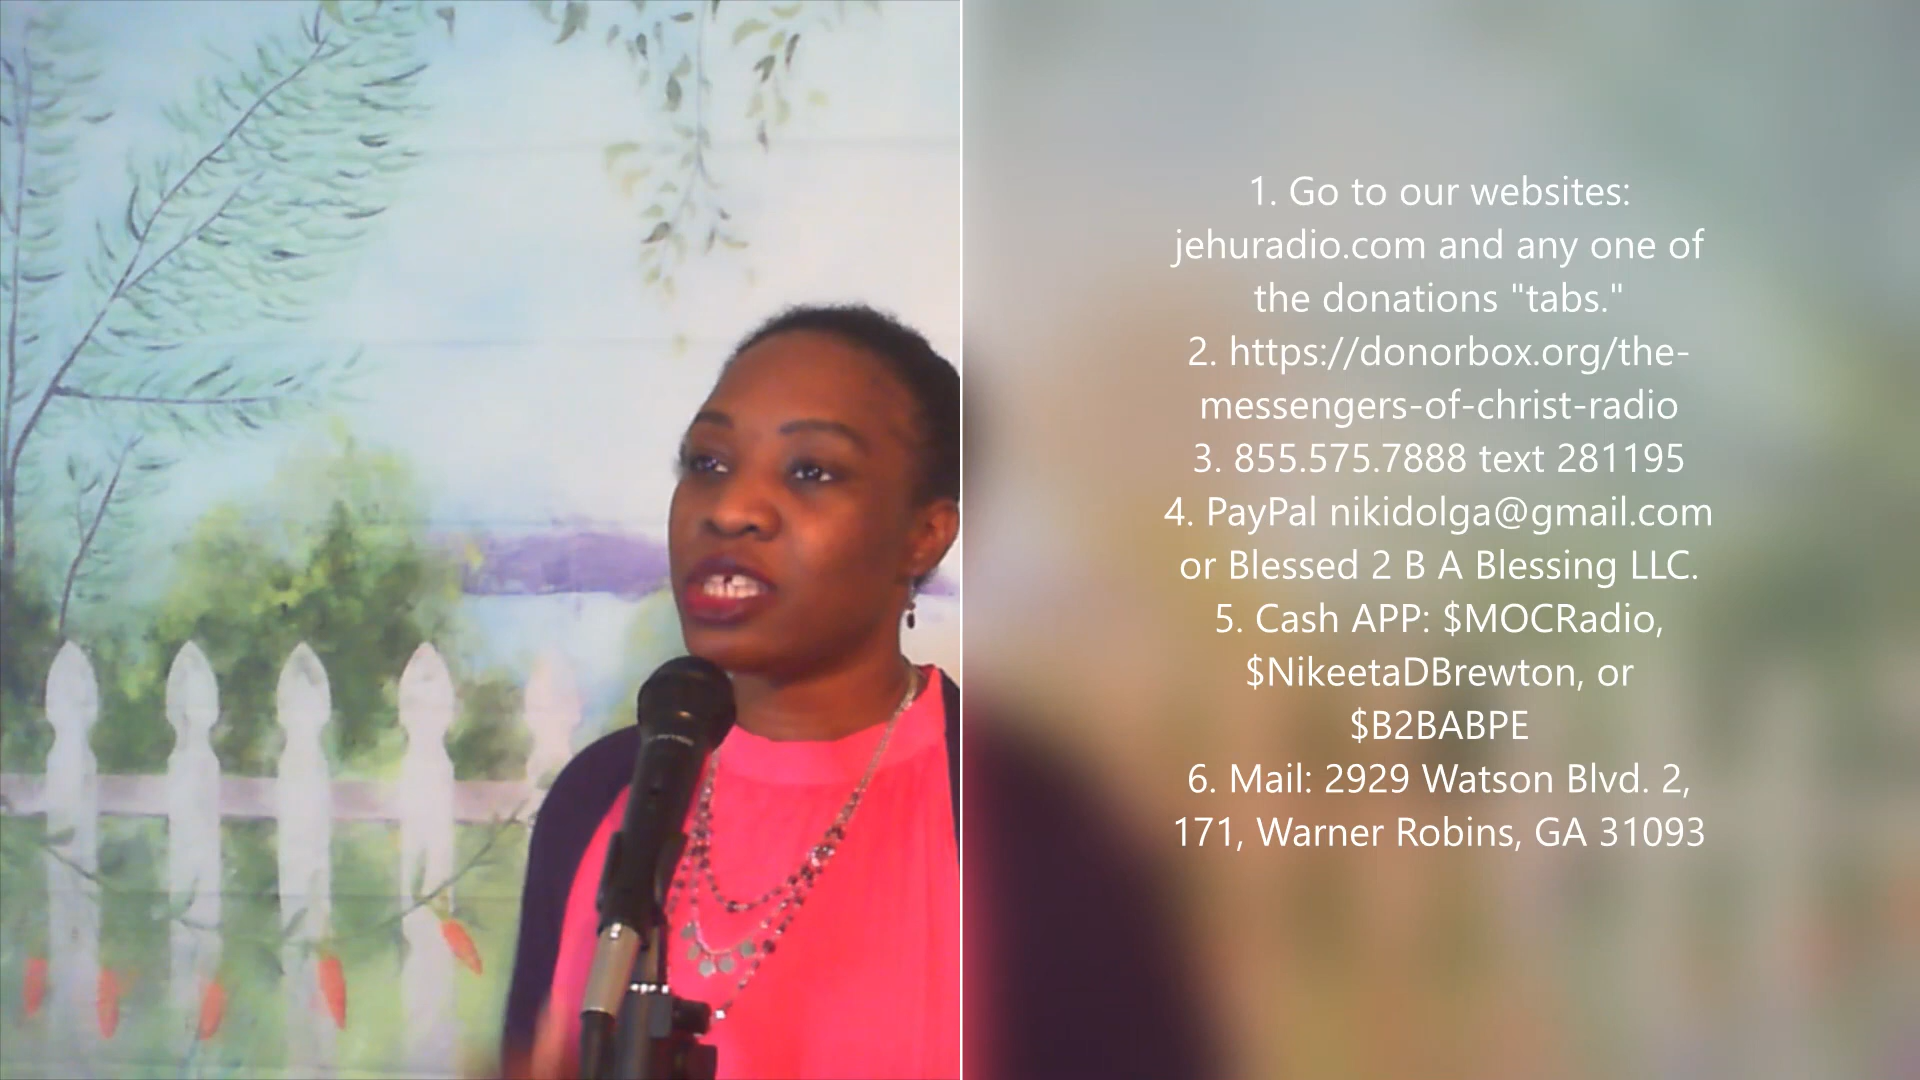 1. Go to our websites:
jehuradio.com and any one of
the donations "tabs."
2. https://donorbox.org/the-
messengers-of-christ-radio
3. 855.575.7888 text 281195
4. PayPal nikidolga@gmail.com
or Blessed 2 B A Blessing LLC.
5. Cash APP: $MOCRadio,
$NikeetaDBrewton, or
$B2BABPE
6. Mail: 2929 Watson Blvd. 2,
171, Warner Robins, GA 31093